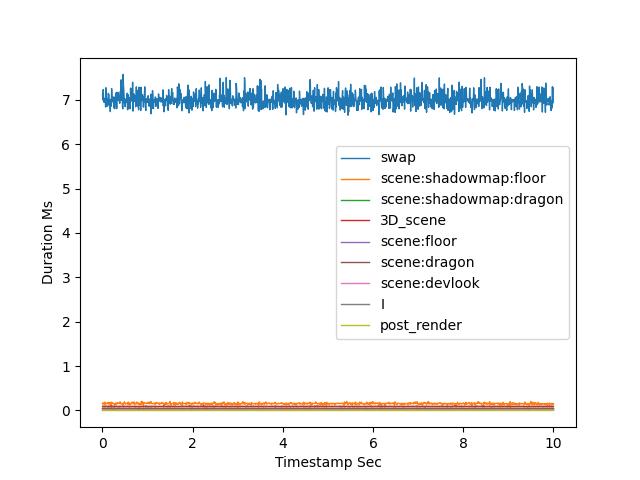 7
6
5
4
3
2
1
0
Duration Ms
swap
scene:shadowmap:floor
scene:shadowmap:dragon
3D_scene
scene:floor
scene:dragon
scene:devlook
I
post_render
0 2 4 6 8 10
Timestamp Sec